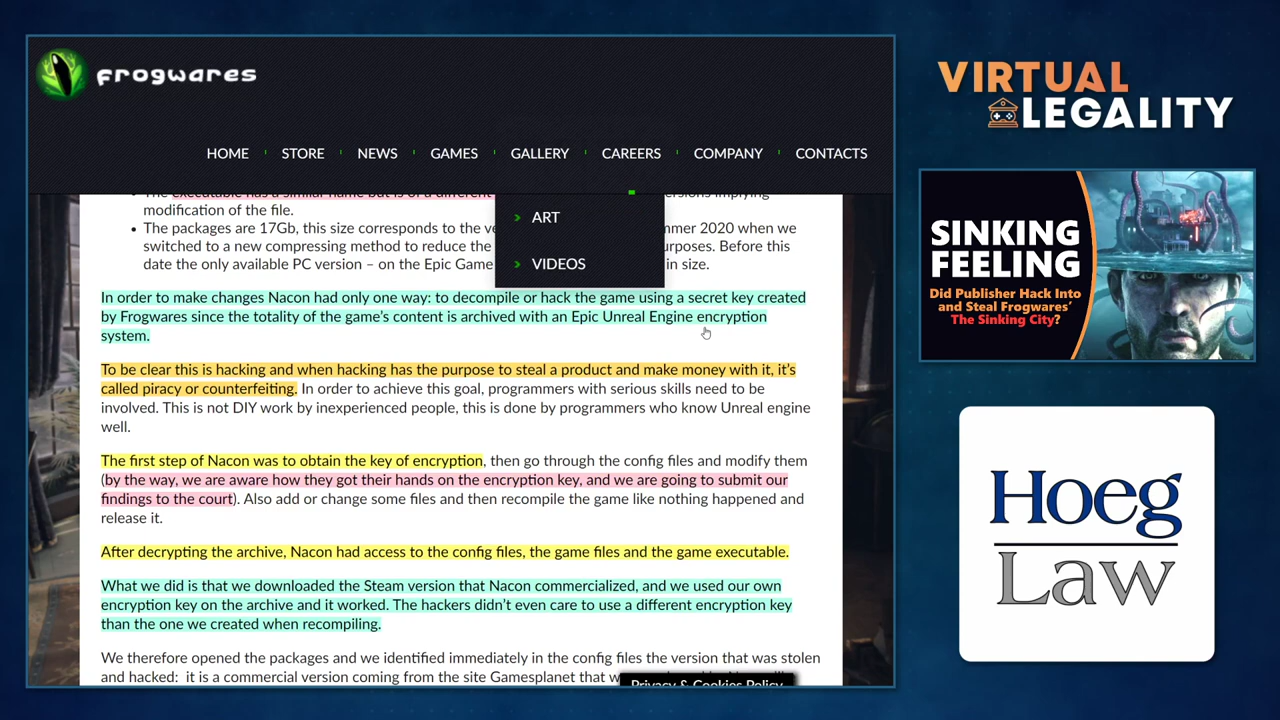 frogwares
HOME
STORE
NEWS
GAMES
GALLERY
CAREERS
COMPANY
CONTACTS
ART
VIDEOS
The executable has a similar name but is of a different
modification of the file.
The packages are 17Gb, this size corresponds to the 2020 when we
switched to a new compressing method to reduce the Before this
date the only available PC version – on the Epic Game in size.
In order to make changes Nacon had only one way: to decompile or hack the game using a secret key created
by Frogwares since the totality of the game's content is archived with an Epic Unreal Engine encryption
system.
To be clear this is hacking and when hacking has the purpose to steal a product and make money with it, it's
called piracy or counterfeiting. In order to achieve this goal, programmers with serious skills need to be
involved. This is not DIY work by inexperienced people, this is done by programmers who know Unreal engine
well.
The first step of Nacon was to obtain the key of encryption, then go through the config files and modify them
(by the way, we are aware how they got their hands on the encryption key, and we are going to submit our
findings to the court). Also add or change some files and then recompile the game like nothing happened and
release it.
After decrypting the archive, Nacon had access to the config files, the game files and the game executable.
What we did is that we downloaded the Steam version that Nacon commercialized, and we used our own
encryption key on the archive and it worked. The hackers didn't even care to use a different encryption key
than the one we created when recompiling.
We therefore opened the packages and we identified immediately in the config files the version that was stolen
and hacked: it is a commercial version coming from the site Gamesplanet that
Privacy & Cookies Policy
VIRTUAL
LEGALITY
SINKING
FEELING
Did Publisher Hack Into
and Steal Frogwares'
The Sinking City?
Hoeg
Law